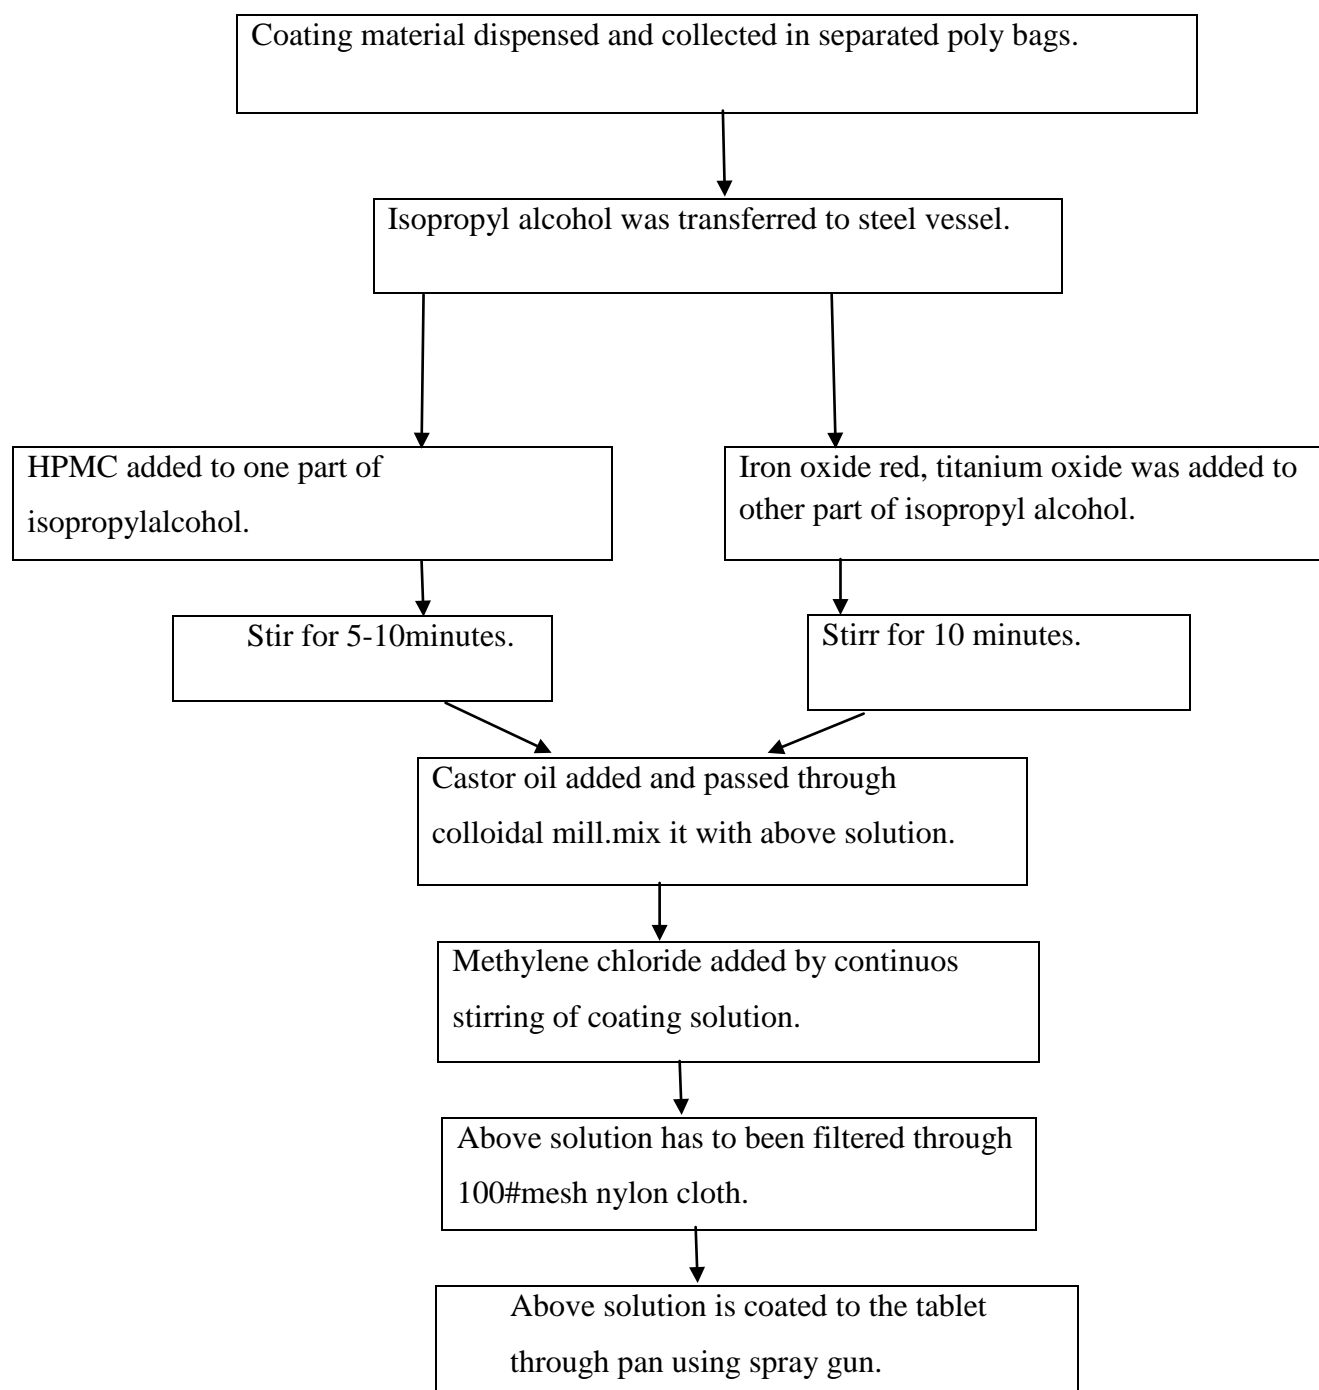 Coating material dispensed and collected in separated poly bags.
Isopropyl alcohol was transferred to steel vessel.
HPMC added to one part of
isopropylalcohol.
Iron oxide red, titanium oxide was added to
other part of isopropyl alcohol.
Stir for 5-10minutes.
Stirr for 10 minutes.
Castor oil added and passed through
colloidal mill.mix it with above solution.
Methylene chloride added by continuos
stirring of coating solution.
Above solution has to been filtered through
100#mesh nylon cloth.
Above solution is coated to the tablet
through pan using spray gun.